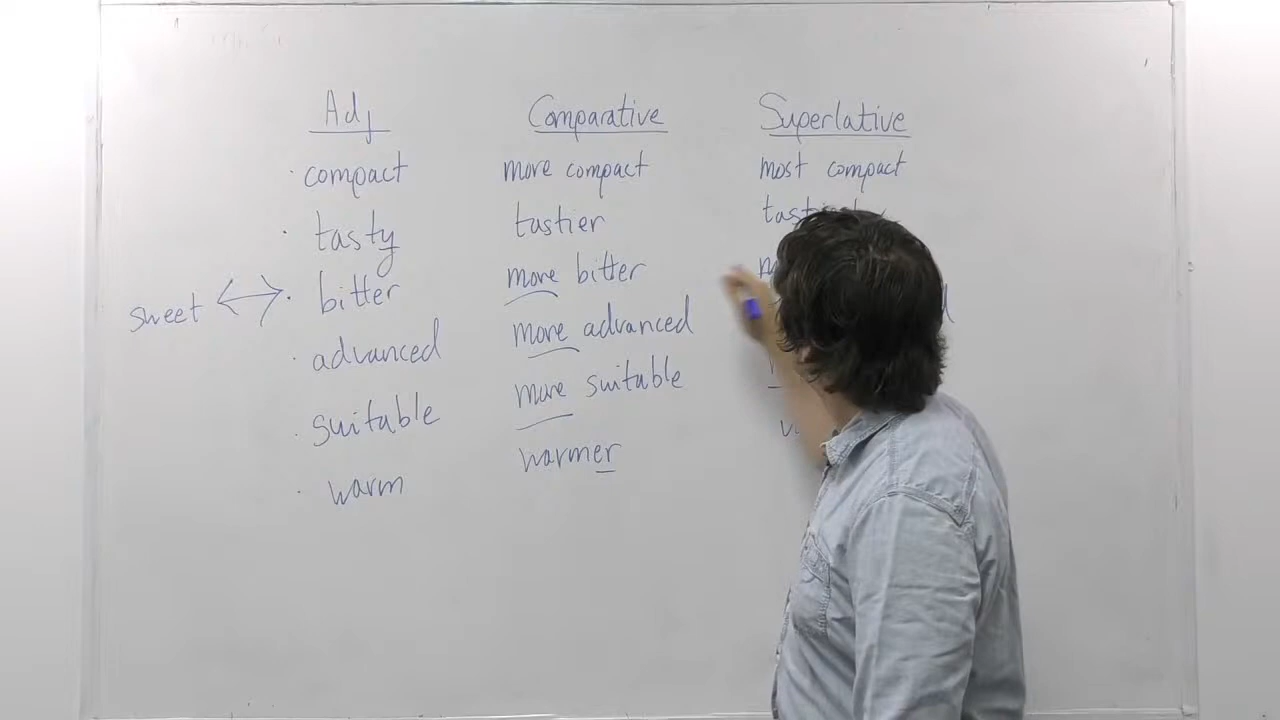 Adj Comparative Superlative
compact more compact most compact
tasty tastier
sweet bitter more bitter
advanced more advanced
suitable more suitable
warm warmer